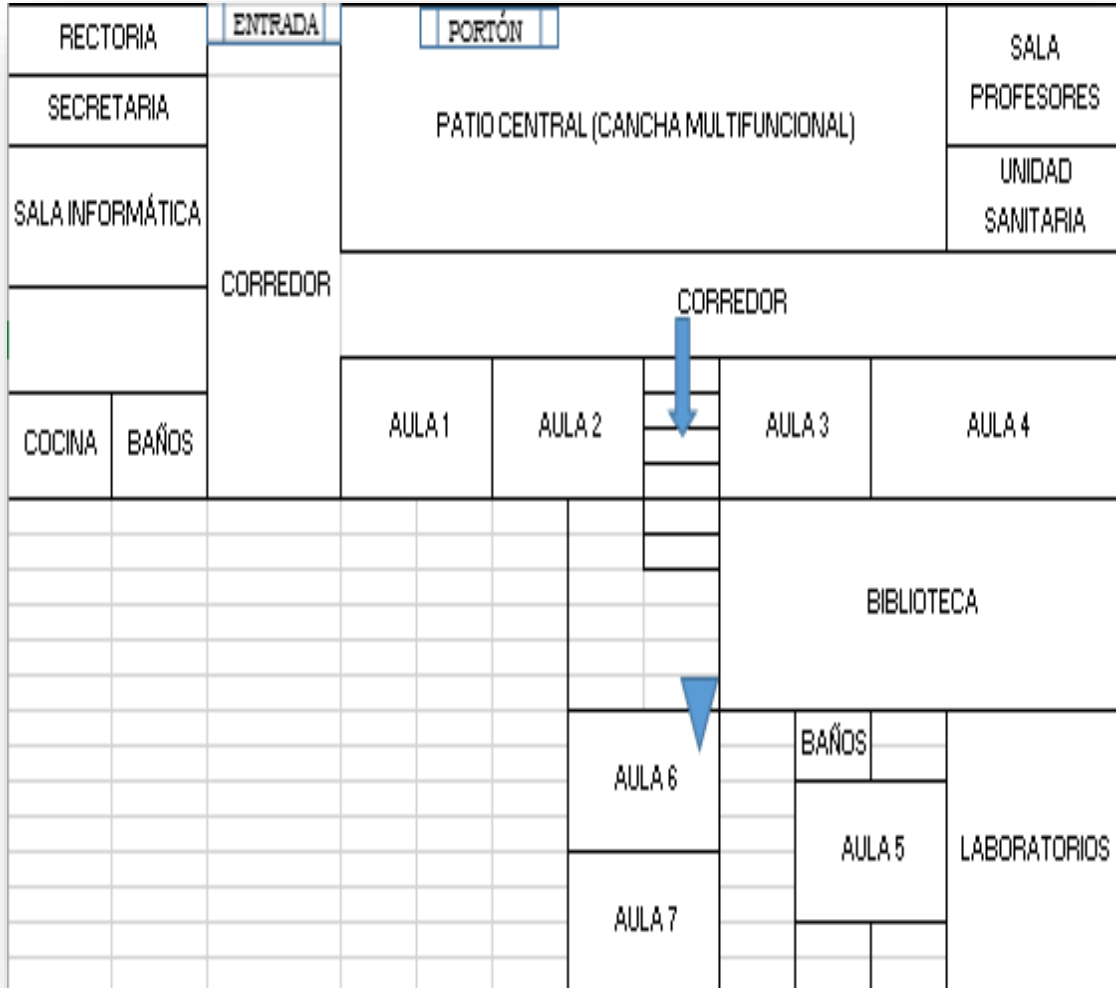 ENTRADA
PORTÓN
RECTORIA
SALA
PROFESORES
SECRETARIA
PATIO CENTRAL (CANCHA MULTIFUNCIONAL)
UNIDAD
SANITARIA
SALA INFORMÁTICA
CORREDOR
CORREDOR
COCINA
BAÑOS
AULA 1
AULA 2
AULA 3
AULA 4
BIBLIOTECA
BAÑOS
AULA 6
AULA 5
LABORATORIOS
AULA 7